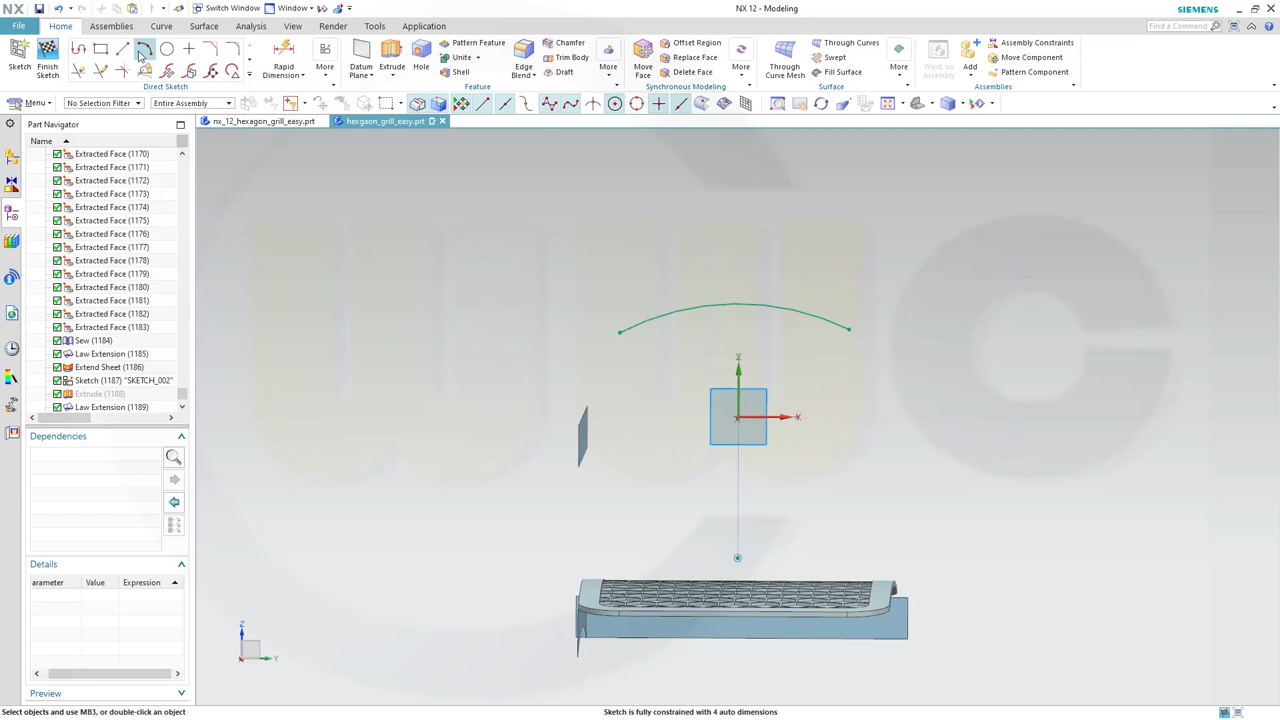 NX
Switch Window
Window
NX 12 - Modeling
SIEMENS
File
Home
Assemblies
Curve
Surface
Analysis
View
Render
Tools
Application
Find a Command
Sketch
Finish Sketch
Rapid Dimension
More
Direct Sketch
Datum Plane
Extrude
Hole
Pattern Feature
Unite
Shell
Edge Blend
Chamfer
Trim Body
Draft
More
Feature
Move Face
Offset Region
Replace Face
Delete Face
More
Synchronous Modeling
Through Curve Mesh
Through Curves
Swept
Fill Surface
More
Surface
Work on Assembly
Add
Assembly Constraints
Move Component
Pattern Component
Assemblies
Menu
No Selection Filter
Entire Assembly
Part Navigator
nx_12_hexagon_grill_easy.prt
hexgaon_grill_easy.prt
Name
Extracted Face (1170)
Extracted Face (1171)
Extracted Face (1172)
Extracted Face (1173)
Extracted Face (1174)
Extracted Face (1175)
Extracted Face (1176)
Extracted Face (1177)
Extracted Face (1178)
Extracted Face (1179)
Extracted Face (1180)
Extracted Face (1181)
Extracted Face (1182)
Extracted Face (1183)
Sew (1184)
Law Extension (1185)
Extend Sheet (1186)
Sketch (1187) "SKETCH_002"
Extrude (1188)
Law Extension (1189)
Dependencies
Details
arameter
Value
Expression
Preview
Y
X
Z
Y
Select objects and use MB3, or double-click an object
Sketch is fully constrained with 4 auto dimensions